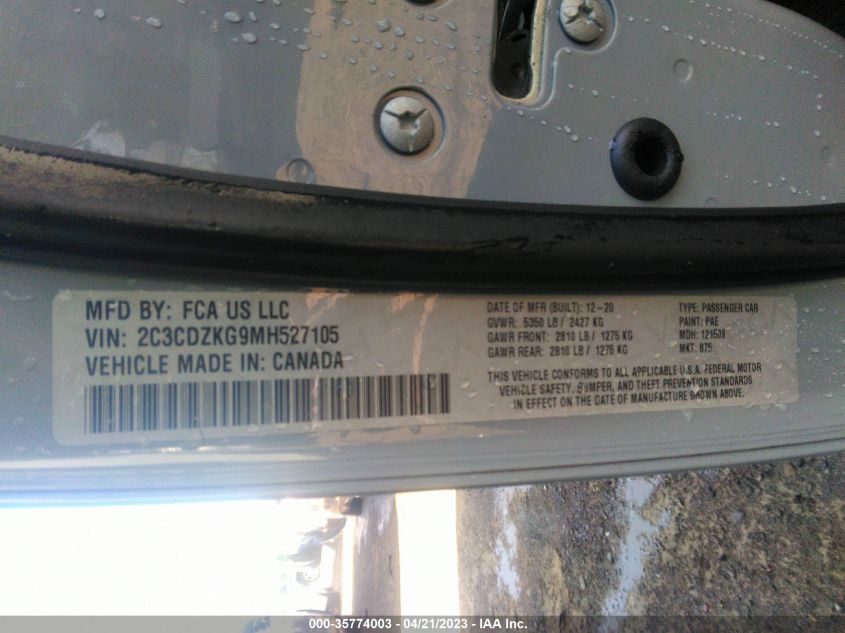 MFD BY: FCA US LLC
VIN: 2C3CDZKG9MH527105
VEHICLE MADE IN: CANADA
DATE OF MFR (BUILT): 12-20
GVWR: 5350 LB / 2427 KG
GAWR FRONT: 2810 LB / 1275 KG
GAWR REAR: 2810 LB / 1275 KG
TYPE: PASSENGER CAR
PAINT: PAE
MDH: 121509
MKT: 875
THIS VEHICLE CONFORMS TO ALL APPLICABLE U.S.A. FEDERAL MOTOR
VEHICLE SAFETY, BUMPER, AND THEFT PREVENTION STANDARDS
IN EFFECT ON THE DATE OF MANUFACTURE SHOWN ABOVE.
000-35774003 - 04/21/2023 - IAA Inc.